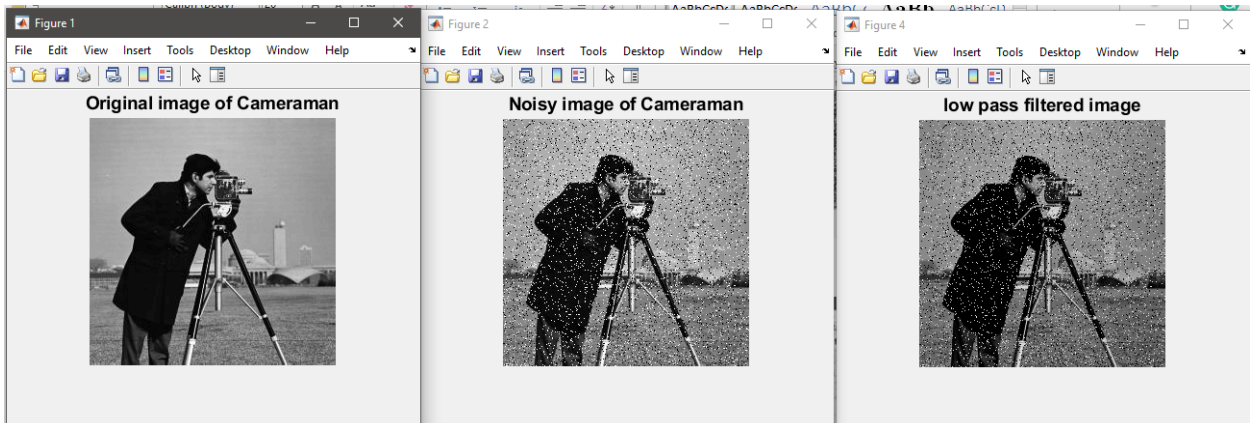 Figure 1
File Edit View Insert Tools Desktop Window Help
Original image of Cameraman
Figure 2
File Edit View Insert Tools Desktop Window Help
Noisy image of Cameraman
Figure 4
File Edit View Insert Tools Desktop Window Help
low pass filtered image